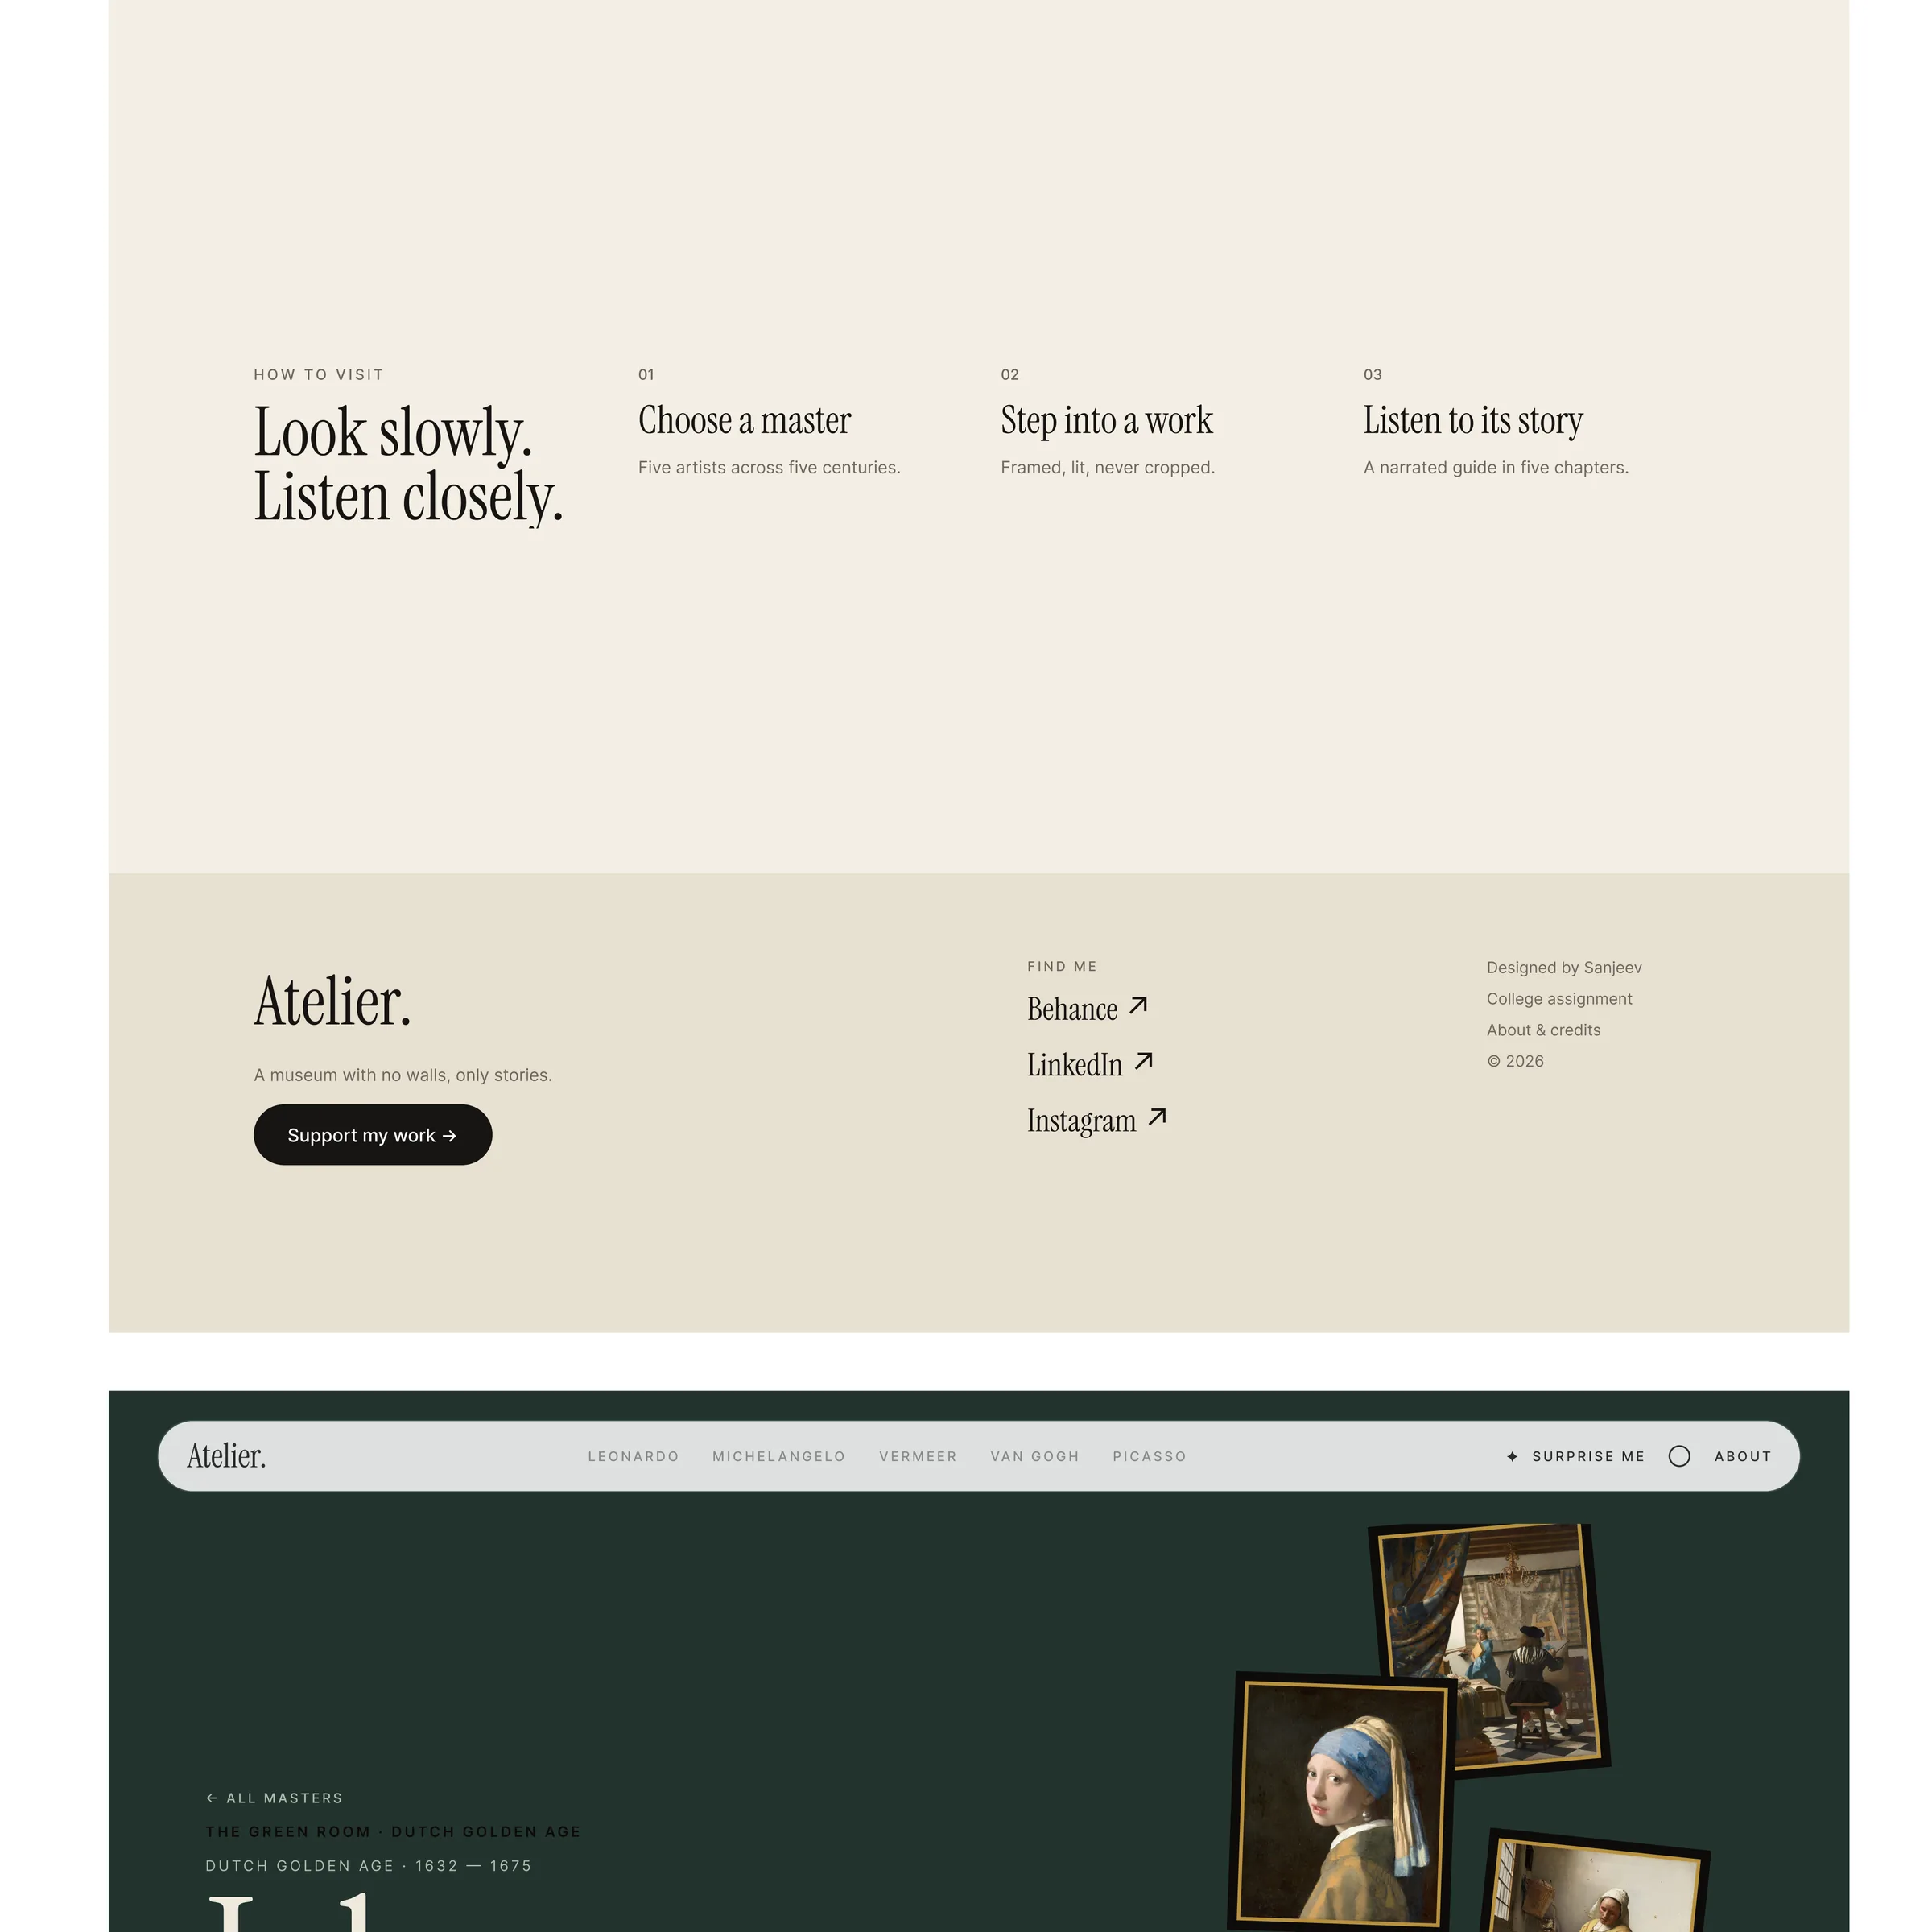 HOW TO VISIT
Look slowly.
Listen closely.
01
Choose a master
Five artists across five centuries.
02
Step into a work
Framed, lit, never cropped.
03
Listen to its story
A narrated guide in five chapters.
Atelier.
A museum with no walls, only stories.
Support my work →
FIND ME
Behance ↗
LinkedIn ↗
Instagram ↗
Designed by Sanjeev
College assignment
About & credits
© 2026
Atelier.
LEONARDO MICHELANGELO VERMEER VAN GOGH PICASSO
✦ SURPRISE ME ABOUT
← ALL MASTERS
THE GREEN ROOM · DUTCH GOLDEN AGE
DUTCH GOLDEN AGE · 1632 — 1675